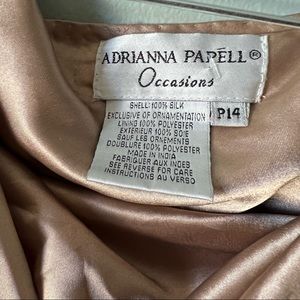 ADRIANNA PAPELL®
Occasions
P14
SHELL: 100% SILK
EXCLUSIVE OF ORNAMENTATION
LINING 100% POLYESTER
EXTERIEUR 100% SOIE
SAUF LES ORNEMENTS
DOUBLURE 100% POLYESTER
MADE IN INDIA
FABRIQUER AUX INDES
SEE REVERSE FOR CARE
INSTRUCTIONS AU VERSO